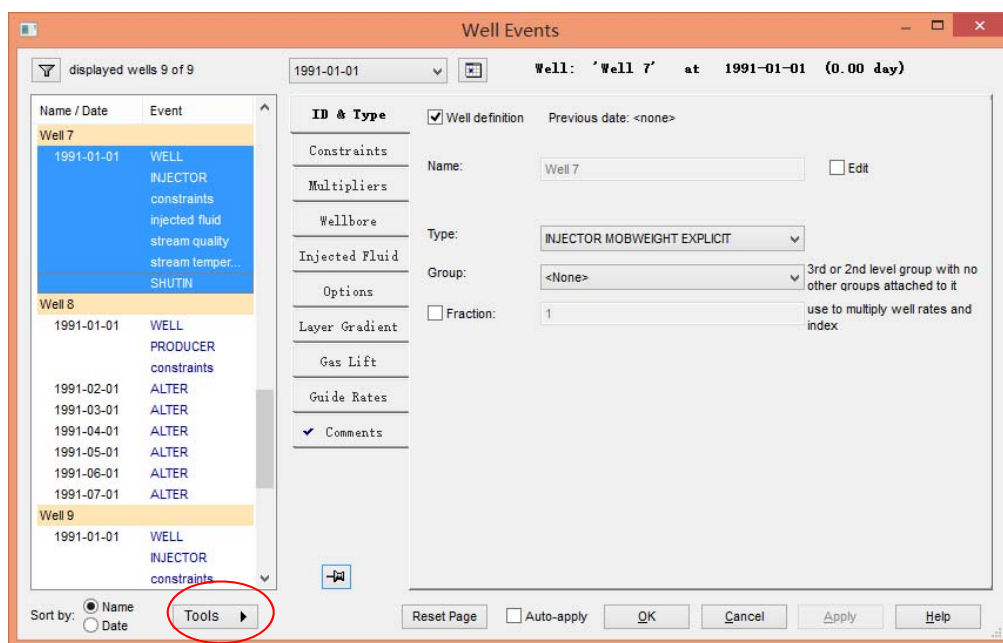 Well Events
displayed wells 9 of 9
1991-01-01
Well: 'Well 7' at 1991-01-01 (0.00 day)
Name / Date Event
Well 7
1991-01-01 WELL
INJECTOR
constraints
injected fluid
stream quality
stream temper...
SHUTIN
Well 8
1991-01-01 WELL
PRODUCER
constraints
1991-02-01 ALTER
1991-03-01 ALTER
1991-04-01 ALTER
1991-05-01 ALTER
1991-06-01 ALTER
1991-07-01 ALTER
Well 9
1991-01-01 WELL
INJECTOR
constraints
ID & Type
Constraints
Multipliers
Wellbore
Injected Fluid
Options
Layer Gradient
Gas Lift
Guide Rates
Comments
Well definition Previous date: <none>
Name: Well 7 Edit
Type: INJECTOR MOBWEIGHT EXPLICIT
Group: <None> 3rd or 2nd level group with no
other groups attached to it
Fraction: 1 use to multiply well rates and
index
Sort by: Name
Date
Tools
Reset Page Auto-apply OK Cancel Apply Help